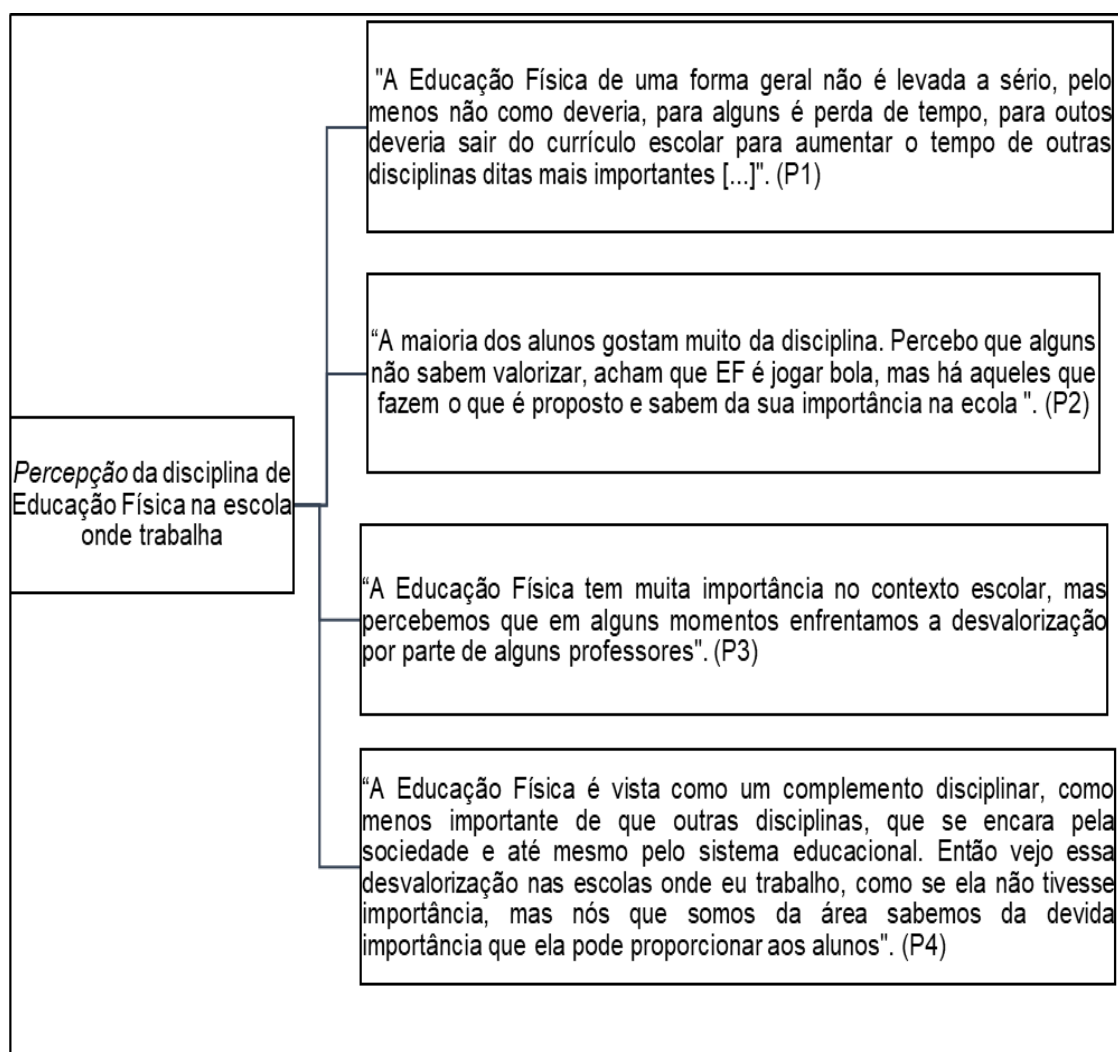 "A Educação Física de uma forma geral não é levada a sério, pelo
menos não como deveria, para alguns é perda de tempo, para outos
deveria sair do currículo escolar para aumentar o tempo de outras
disciplinas ditas mais importantes [...]". (P1)
“A maioria dos alunos gostam muito da disciplina. Percebo que alguns
não sabem valorizar, acham que EF é jogar bola, mas há aqueles que
fazem o que é proposto e sabem da sua importância na ecola ". (P2)
Percepção da disciplina de
Educação Física na escola
onde trabalha
“A Educação Física tem muita importância no contexto escolar, mas
percebemos que em alguns momentos enfrentamos a desvalorização
por parte de alguns professores". (P3)
“A Educação Física é vista como um complemento disciplinar, como
menos importante de que outras disciplinas, que se encara pela
sociedade e até mesmo pelo sistema educacional. Então vejo essa
desvalorização nas escolas onde eu trabalho, como se ela não tivesse
importância, mas nós que somos da área sabemos da devida
importância que ela pode proporcionar aos alunos". (P4)